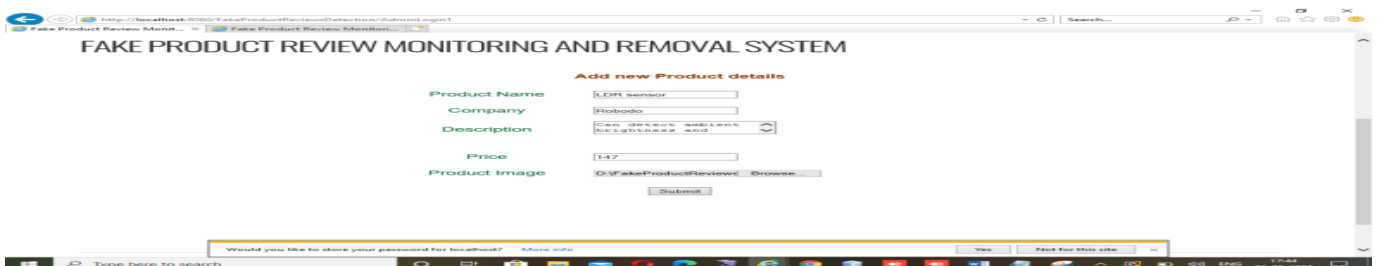 http://localhost:8080/FakeProductReviewsDetection/AdminLogin1
Search...
Fake Product Review Monit...
Fake Product Review Monitori...
FAKE PRODUCT REVIEW MONITORING AND REMOVAL SYSTEM
Add new Product details
Product Name LDR sensor
Company Robodo
Description Can detect ambient
brightness and
Price 147
Product Image D:\FakeProductReviews Browse...
Submit
Would you like to store your password for localhost? More info Yes Not for this site
Type here to search
ENG 17:44